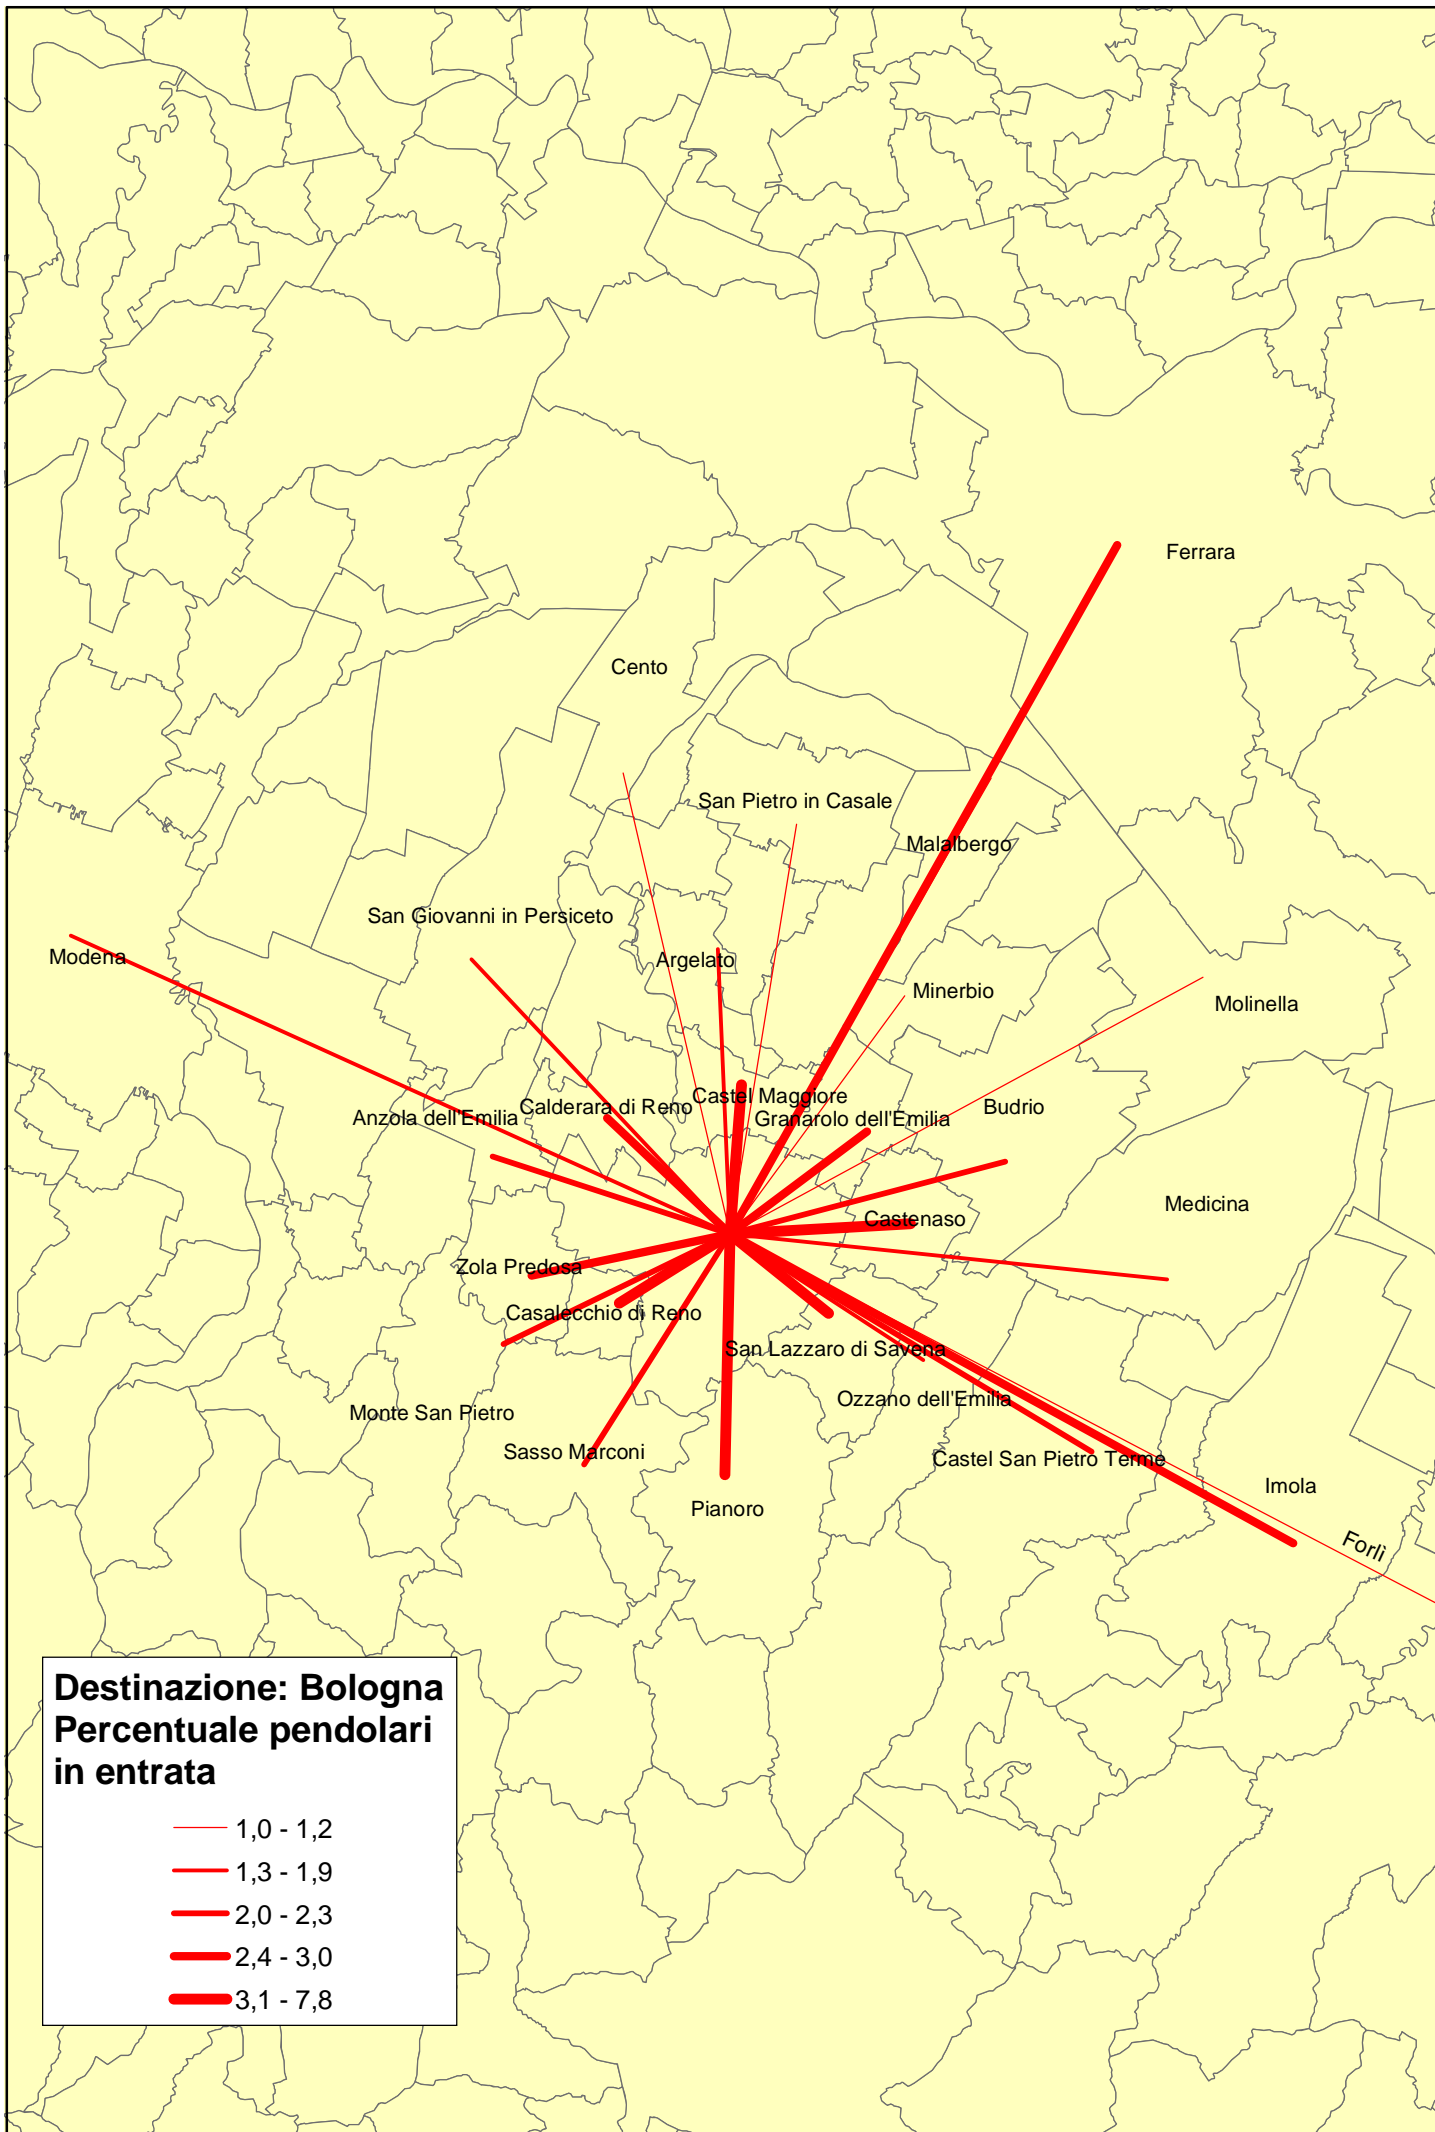 Ferrara
Cento
San Pietro in Casale
Malalbergo
San Giovanni in Persiceto
Modena
Argelato
Minerbio
Molinella
Castel Maggiore
Calderara di Reno
Budrio
Anzola dell'Emilia
Granarolo dell'Emilia
Medicina
Castenaso
Zola Predosa
Casalecchio di Reno
San Lazzaro di Savena
Ozzano dell'Emilia
Monte San Pietro
Sasso Marconi
Castel San Pietro Terme
Imola
Pianoro
Forlì
Destinazione: Bologna
Percentuale pendolari
in entrata
1,0 - 1,2
1,3 - 1,9
2,0 - 2,3
2,4 - 3,0
3,1 - 7,8